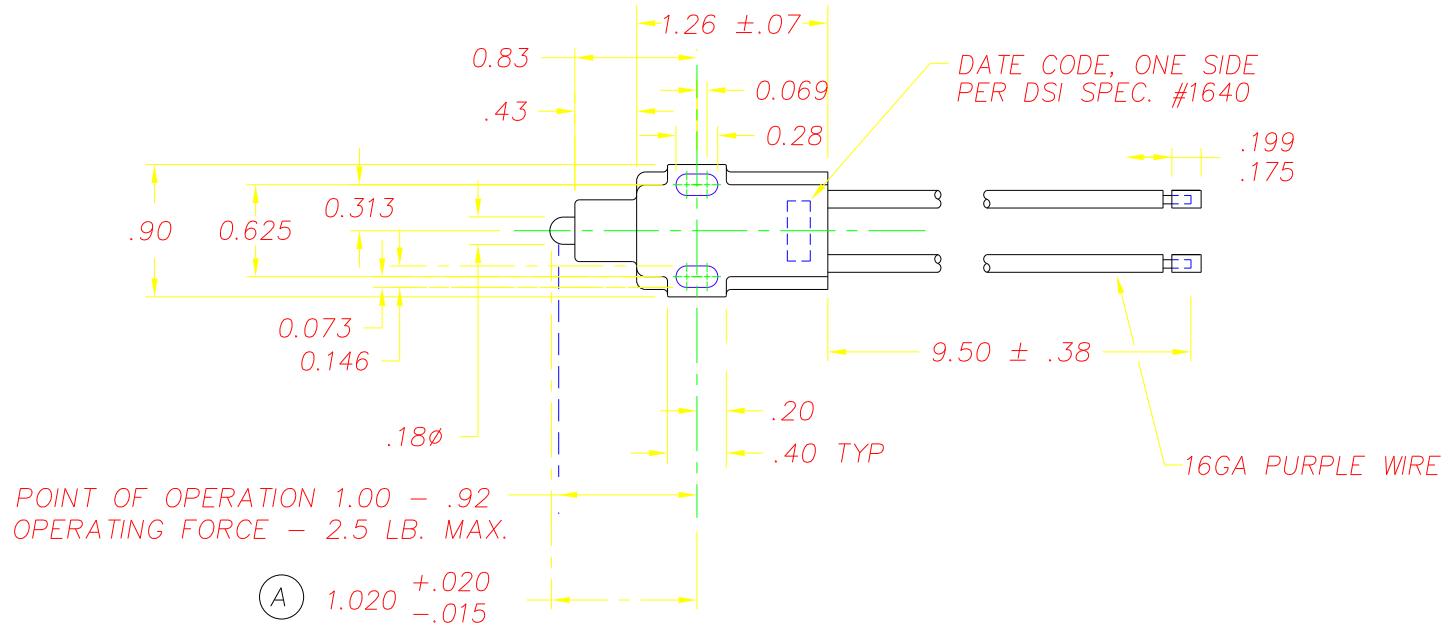 1.26 ±.07
0.83
DATE CODE, ONE SIDE
PER DSI SPEC. #1640
0.069
.43
0.28
.199
.175
0.313
.90
0.625
0.073
0.146
9.50 ± .38
.20
.18ø
.40 TYP
16GA PURPLE WIRE
POINT OF OPERATION 1.00 – .92
OPERATING FORCE – 2.5 LB. MAX.
A 1.020 +.020
–.015